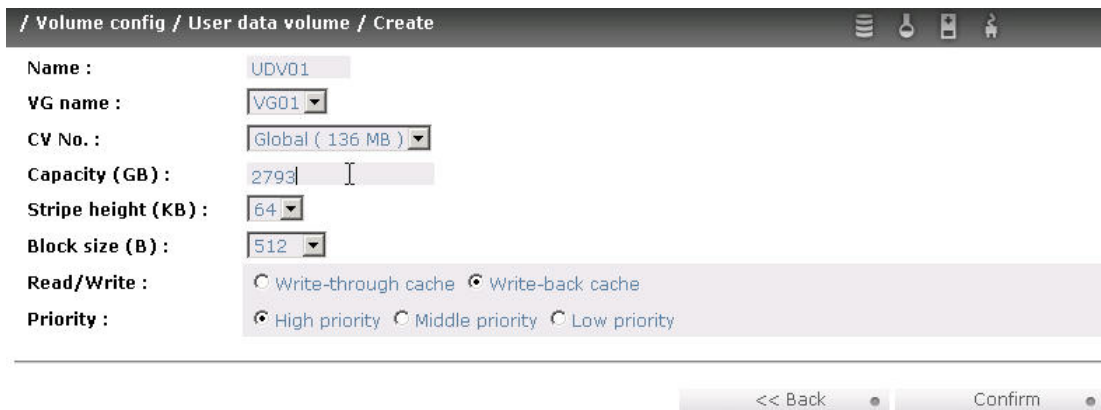 / Volume config / User data volume / Create
Name : UDV01
VG name : VG01
CV No. : Global ( 136 MB )
Capacity (GB) : 2793
Stripe height (KB) : 64
Block size (B) : 512
Read/Write : Write-through cache Write-back cache
Priority : High priority Middle priority Low priority
<< Back Confirm